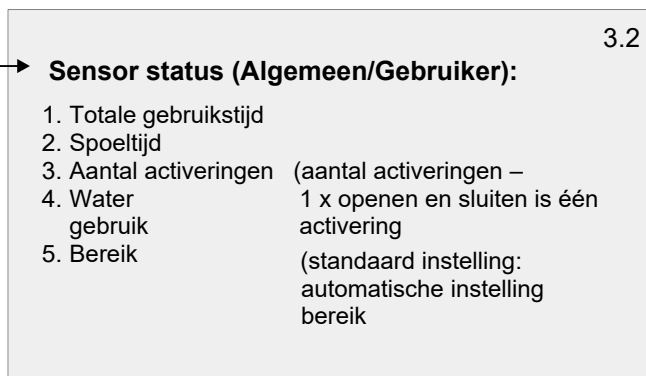 3.2
Sensor status (Algemeen/Gebruiker):
1. Totale gebruikstijd
2. Spoeltijd
3. Aantal activeringen (aantal activeringen –
4. Water 1 x openen en sluiten is één
gebruik activering
5. Bereik (standaard instelling:
automatische instelling
bereik